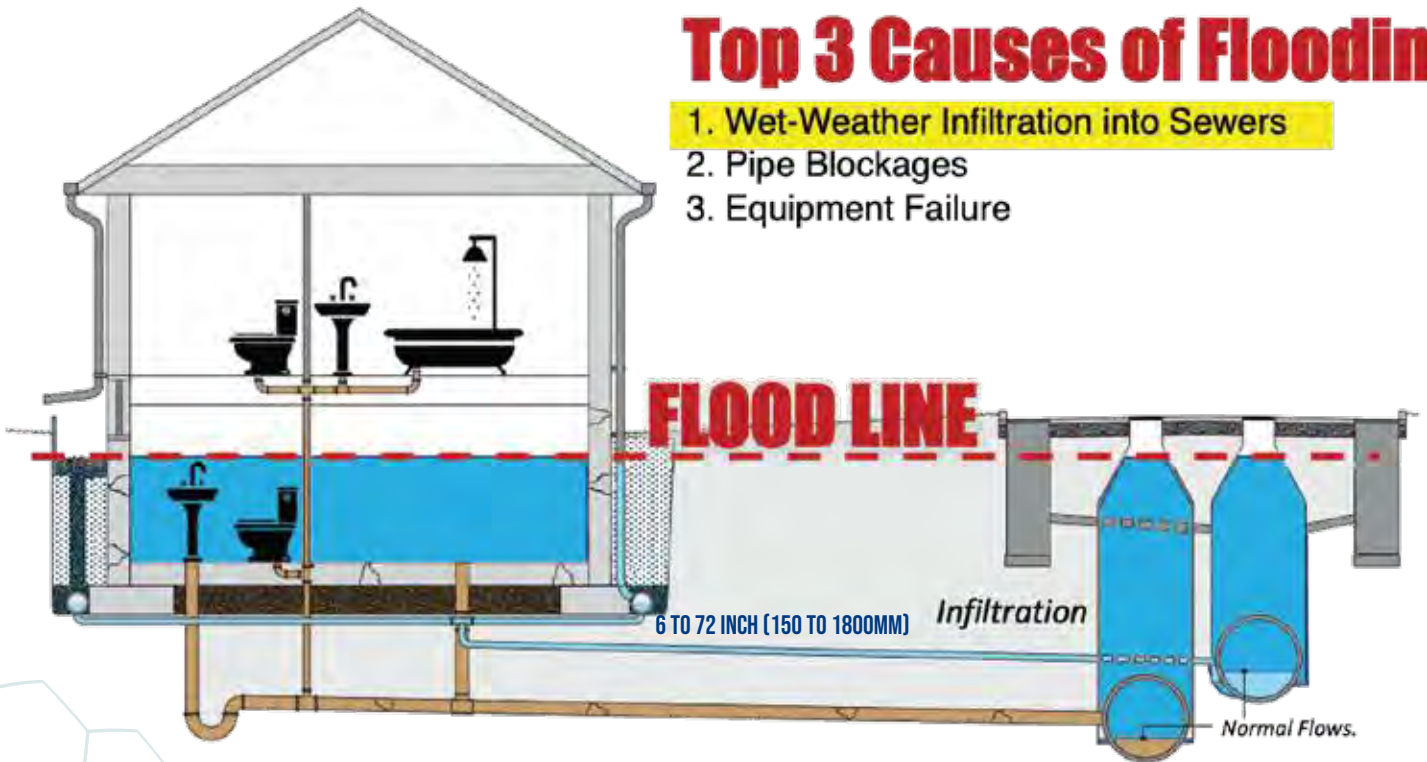 Top 3 Causes of Floodin
1. Wet-Weather Infiltration into Sewers
2. Pipe Blockages
3. Equipment Failure
FLOOD LINE
6 TO 72 INCH (150 TO 1800MM)
Infiltration
Normal Flows.